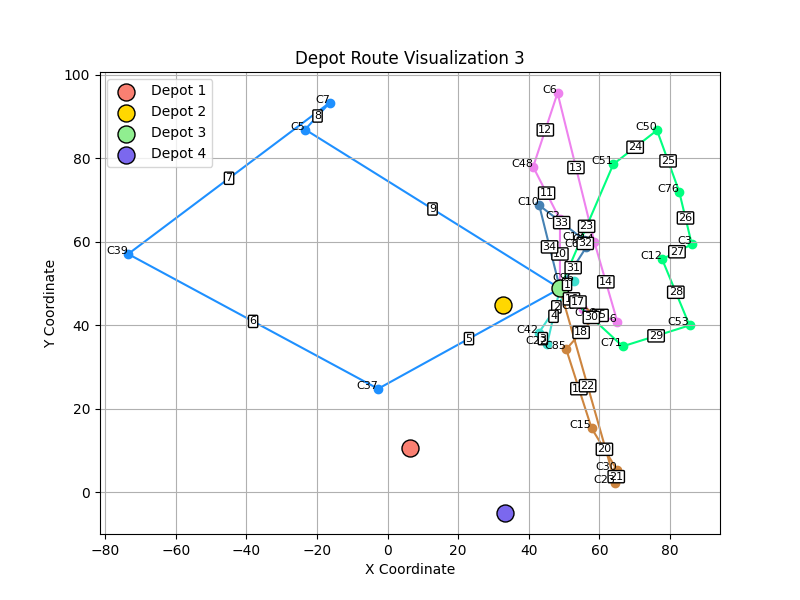 Depot Route Visualization 3
100
80
60
40
20
0
Y Coordinate
−80
−60
−40
−20
0
20
40
60
80
X Coordinate
Depot 1
Depot 2
Depot 3
Depot 4
C7
C5
8
7
9
C39
6
5
C37
C6
12
C48
13
11
C10
33
34
32
31
14
1
2
4
17
30
18
C42
3
C85
22
C15
20
C30
21
C50
24
C51
25
C76
26
23
C3
27
C12
28
C53
29
C71